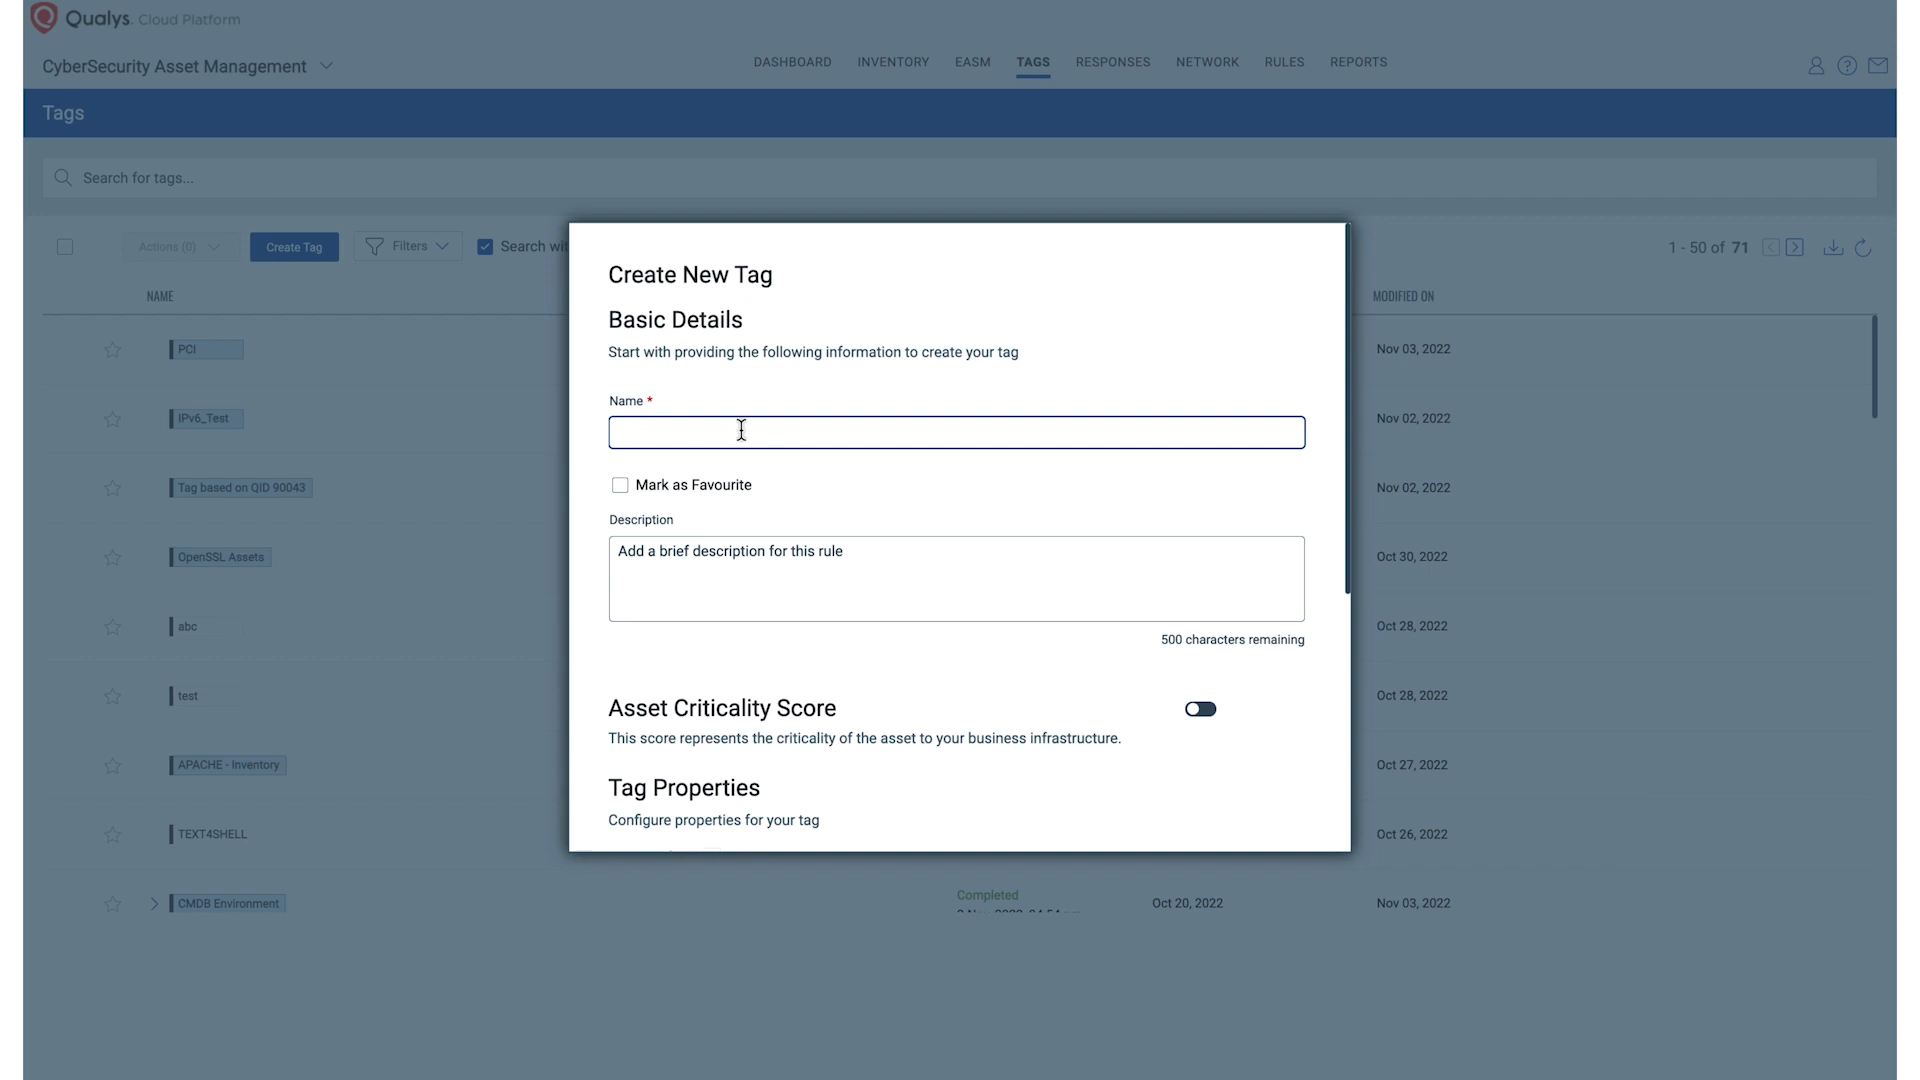 Qualys. Cloud Platform
CyberSecurity Asset Management
DASHBOARD INVENTORY EASM TAGS RESPONSES NETWORK RULES REPORTS
Tags
Search for tags...
Actions (0) Create Tag Filters Search wit 1 - 50 of 71
NAME MODIFIED ON
PCI Nov 03, 2022
IPv6_Test Nov 02, 2022
Tag based on QID 90043 Nov 02, 2022
OpenSSL Assets Oct 30, 2022
abc Oct 28, 2022
test Oct 28, 2022
APACHE - Inventory Oct 27, 2022
TEXT4SHELL Oct 26, 2022
CMDB Environment Completed Oct 20, 2022 Nov 03, 2022
Create New Tag
Basic Details
Start with providing the following information to create your tag
Name *
Mark as Favourite
Description
Add a brief description for this rule
500 characters remaining
Asset Criticality Score
This score represents the criticality of the asset to your business infrastructure.
Tag Properties
Configure properties for your tag